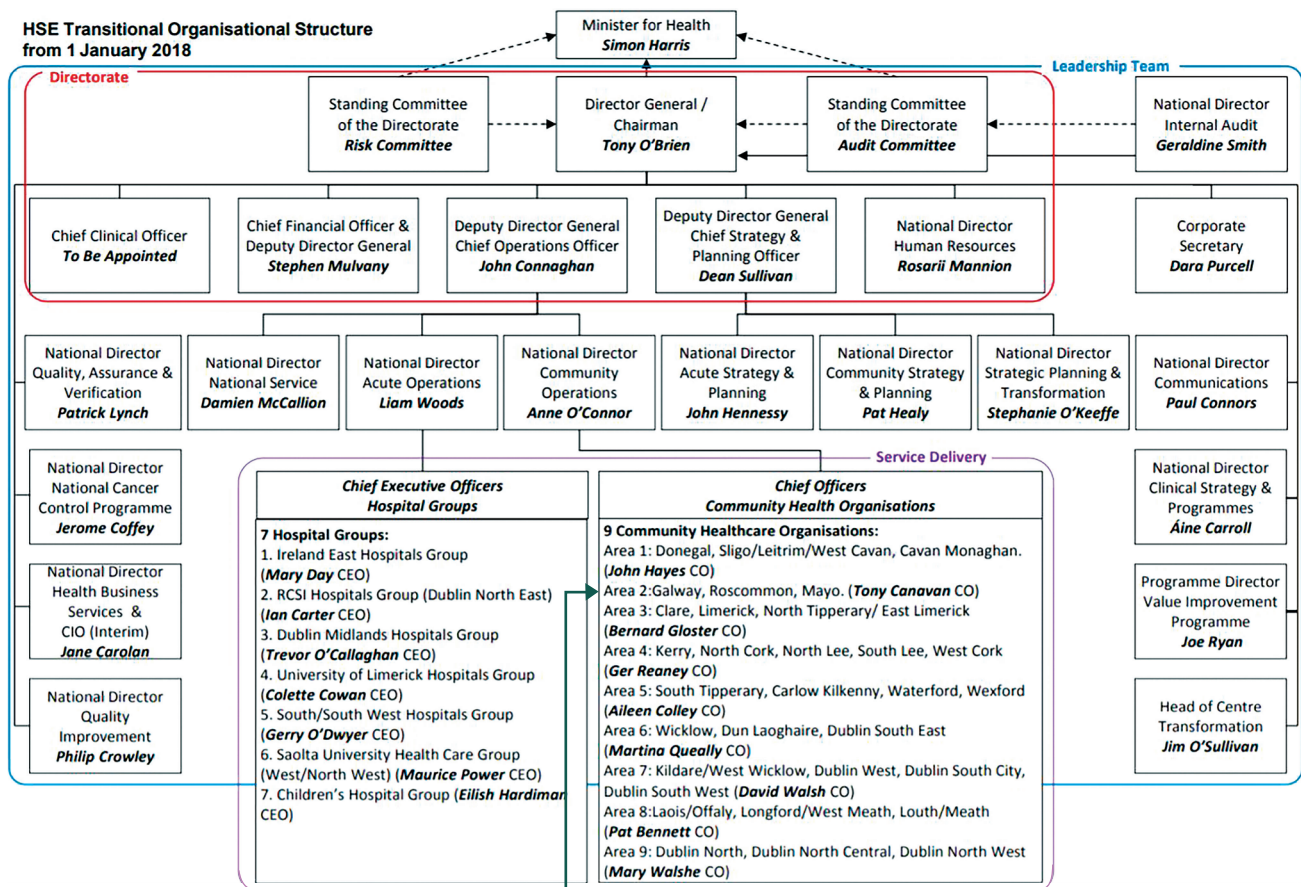 HSE Transitional Organisational Structure
from 1 January 2018
Minister for Health
Simon Harris
Directorate
Leadership Team
Standing Committee
of the Directorate
Risk Committee
Director General /
Chairman
Tony O’Brien
Standing Committee
of the Directorate
Audit Committee
National Director
Internal Audit
Geraldine Smith
Chief Clinical Officer
To Be Appointed
Chief Financial Officer &
Deputy Director General
Stephen Mulvany
Deputy Director General
Chief Operations Officer
John Connaghan
Deputy Director General
Chief Strategy &
Planning Officer
Dean Sullivan
National Director
Human Resources
Rosarii Mannion
Corporate
Secretary
Dara Purcell
National Director
Quality, Assurance &
Verification
Patrick Lynch
National Director
National Service
Damien McCallion
National Director
Acute Operations
Liam Woods
National Director
Community
Operations
Anne O’Connor
National Director
Acute Strategy &
Planning
John Hennessy
National Director
Community Strategy
& Planning
Pat Healy
National Director
Strategic Planning &
Transformation
Stephanie O’Keeffe
National Director
Communications
Paul Connors
National Director
National Cancer
Control Programme
Jerome Coffey
National Director
Health Business
Services &
CIO (Interim)
Jane Carolan
National Director
Quality
Improvement
Philip Crowley
Service Delivery
Chief Executive Officers
Hospital Groups
7 Hospital Groups:
1. Ireland East Hospitals Group
(Mary Day CEO)
2. RCSI Hospitals Group (Dublin North East)
(Ian Carter CEO)
3. Dublin Midlands Hospitals Group
(Trevor O’Callaghan CEO)
4. University of Limerick Hospitals Group
(Colette Cowan CEO)
5. South/South West Hospitals Group
(Gerry O’Dwyer CEO)
6. Saolta University Health Care Group
(West/North West) (Maurice Power CEO)
7. Children’s Hospital Group (Eilish Hardiman
CEO)
Chief Officers
Community Health Organisations
9 Community Healthcare Organisations:
Area 1: Donegal, Sligo/Leitrim/West Cavan, Cavan Monaghan.
(John Hayes CO)
Area 2:Galway, Roscommon, Mayo. (Tony Canavan CO)
Area 3: Clare, Limerick, North Tipperary/ East Limerick
(Bernard Gloster CO)
Area 4: Kerry, North Cork, North Lee, South Lee, West Cork
(Ger Reaney CO)
Area 5: South Tipperary, Carlow Kilkenny, Waterford, Wexford
(Aileen Colley CO)
Area 6: Wicklow, Dun Laoghaire, Dublin South East
(Martina Queally CO)
Area 7: Kildare/West Wicklow, Dublin West, Dublin South City,
Dublin South West (David Walsh CO)
Area 8:Laois/Offaly, Longford/West Meath, Louth/Meath
(Pat Bennett CO)
Area 9: Dublin North, Dublin North Central, Dublin North West
(Mary Walshe CO)
National Director
Clinical Strategy &
Programmes
Áine Carroll
Programme Director
Value Improvement
Programme
Joe Ryan
Head of Centre
Transformation
Jim O’Sullivan